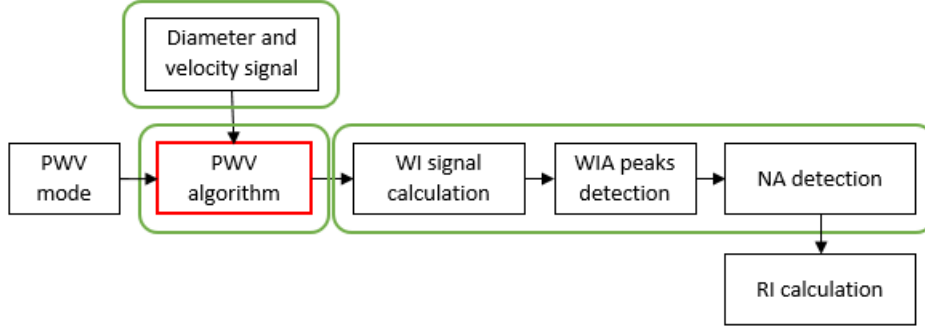 Diameter and
velocity signal
PWV
mode
PWV
algorithm
WI signal
calculation
WIA peaks
detection
NA detection
RI calculation